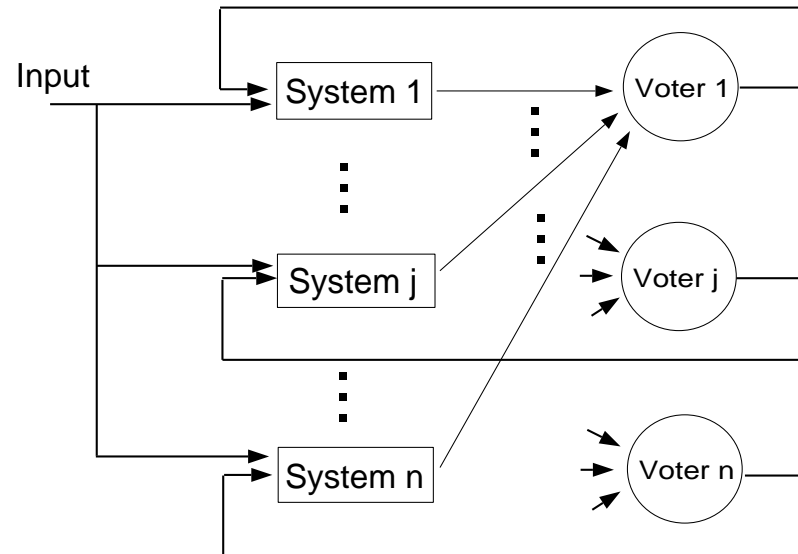 Input
System 1
Voter 1
System j
Voter j
System n
Voter n